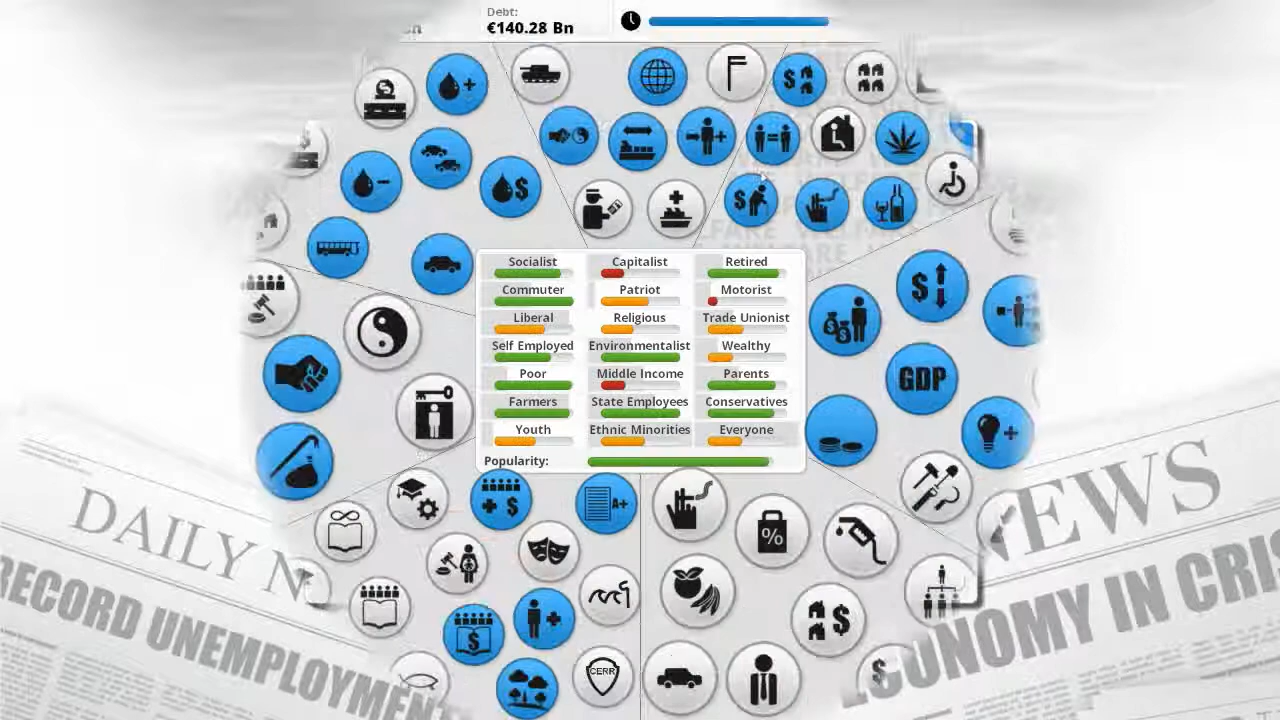 Debt:
€140.28 Bn
Socialist Capitalist Retired
Commuter Patriot Motorist
Liberal Religious Trade Unionist
Self Employed Environmentalist Wealthy
Poor Middle Income Parents
Farmers State Employees Conservatives
Youth Ethnic Minorities Everyone
Popularity:
GDP
A+
%
CERR
DAILY N
NEWS
RECORD UNEMPLOYMENT
ECONOMY IN CRIS